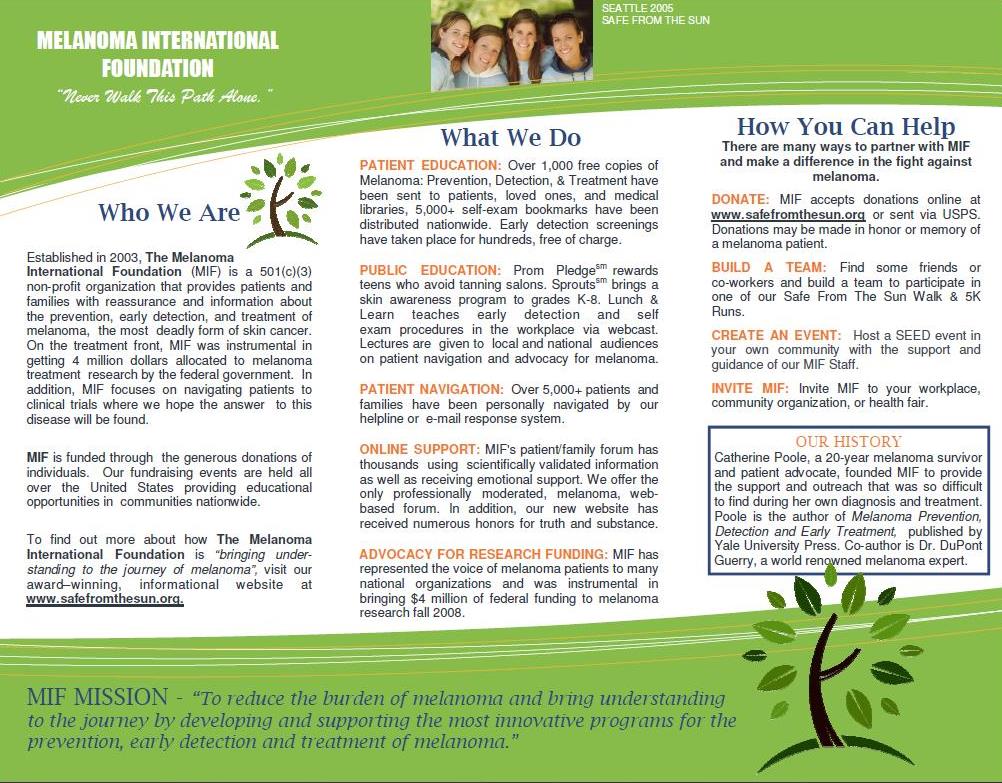 MELANOMA INTERNATIONAL
FOUNDATION
"Never Walk This Path Alone."
SEATTLE 2005
SAFE FROM THE SUN
Who We Are
Established in 2003, The Melanoma
International Foundation (MIF) is a 501(c)(3)
non-profit organization that provides patients and
families with reassurance and information about
the prevention, early detection, and treatment of
melanoma, the most deadly form of skin cancer.
On the treatment front, MIF was instrumental in
getting 4 million dollars allocated to melanoma
treatment research by the federal government. In
addition, MIF focuses on navigating patients to
clinical trials where we hope the answer to this
disease will be found.
MIF is funded through the generous donations of
individuals. Our fundraising events are held all
over the United States providing educational
opportunities in communities nationwide.
To find out more about how The Melanoma
International Foundation is "bringing under-
standing to the journey of melanoma", visit our
award–winning, informational website at
www.safefromthesun.org.
What We Do
PATIENT EDUCATION: Over 1,000 free copies of
Melanoma: Prevention, Detection, & Treatment have
been sent to patients, loved ones, and medical
libraries, 5,000+ self-exam bookmarks have been
distributed nationwide. Early detection screenings
have taken place for hundreds, free of charge.
PUBLIC EDUCATION: Prom Pledge℠ rewards
teens who avoid tanning salons. Sprouts℠ brings a
skin awareness program to grades K-8. Lunch &
Learn teaches early detection and self
exam procedures in the workplace via webcast.
Lectures are given to local and national audiences
on patient navigation and advocacy for melanoma.
PATIENT NAVIGATION: Over 5,000+ patients and
families have been personally navigated by our
helpline or e-mail response system.
ONLINE SUPPORT: MIF's patient/family forum has
thousands using scientifically validated information
as well as receiving emotional support. We offer the
only professionally moderated, melanoma, web-
based forum. In addition, our new website has
received numerous honors for truth and substance.
ADVOCACY FOR RESEARCH FUNDING: MIF has
represented the voice of melanoma patients to many
national organizations and was instrumental in
bringing $4 million of federal funding to melanoma
research fall 2008.
How You Can Help
There are many ways to partner with MIF
and make a difference in the fight against
melanoma.
DONATE: MIF accepts donations online at
www.safefromthesun.org or sent via USPS.
Donations may be made in honor or memory of
a melanoma patient.
BUILD A TEAM: Find some friends or
co-workers and build a team to participate in
one of our Safe From The Sun Walk & 5K
Runs.
CREATE AN EVENT: Host a SEED event in
your own community with the support and
guidance of our MIF Staff.
INVITE MIF: Invite MIF to your workplace,
community organization, or health fair.
OUR HISTORY
Catherine Poole, a 20-year melanoma survivor
and patient advocate, founded MIF to provide
the support and outreach that was so difficult
to find during her own diagnosis and treatment.
Poole is the author of Melanoma Prevention,
Detection and Early Treatment, published by
Yale University Press. Co-author is Dr. DuPont
Guerry, a world renowned melanoma expert.
MIF MISSION - "To reduce the burden of melanoma and bring understanding
to the journey by developing and supporting the most innovative programs for the
prevention, early detection and treatment of melanoma."